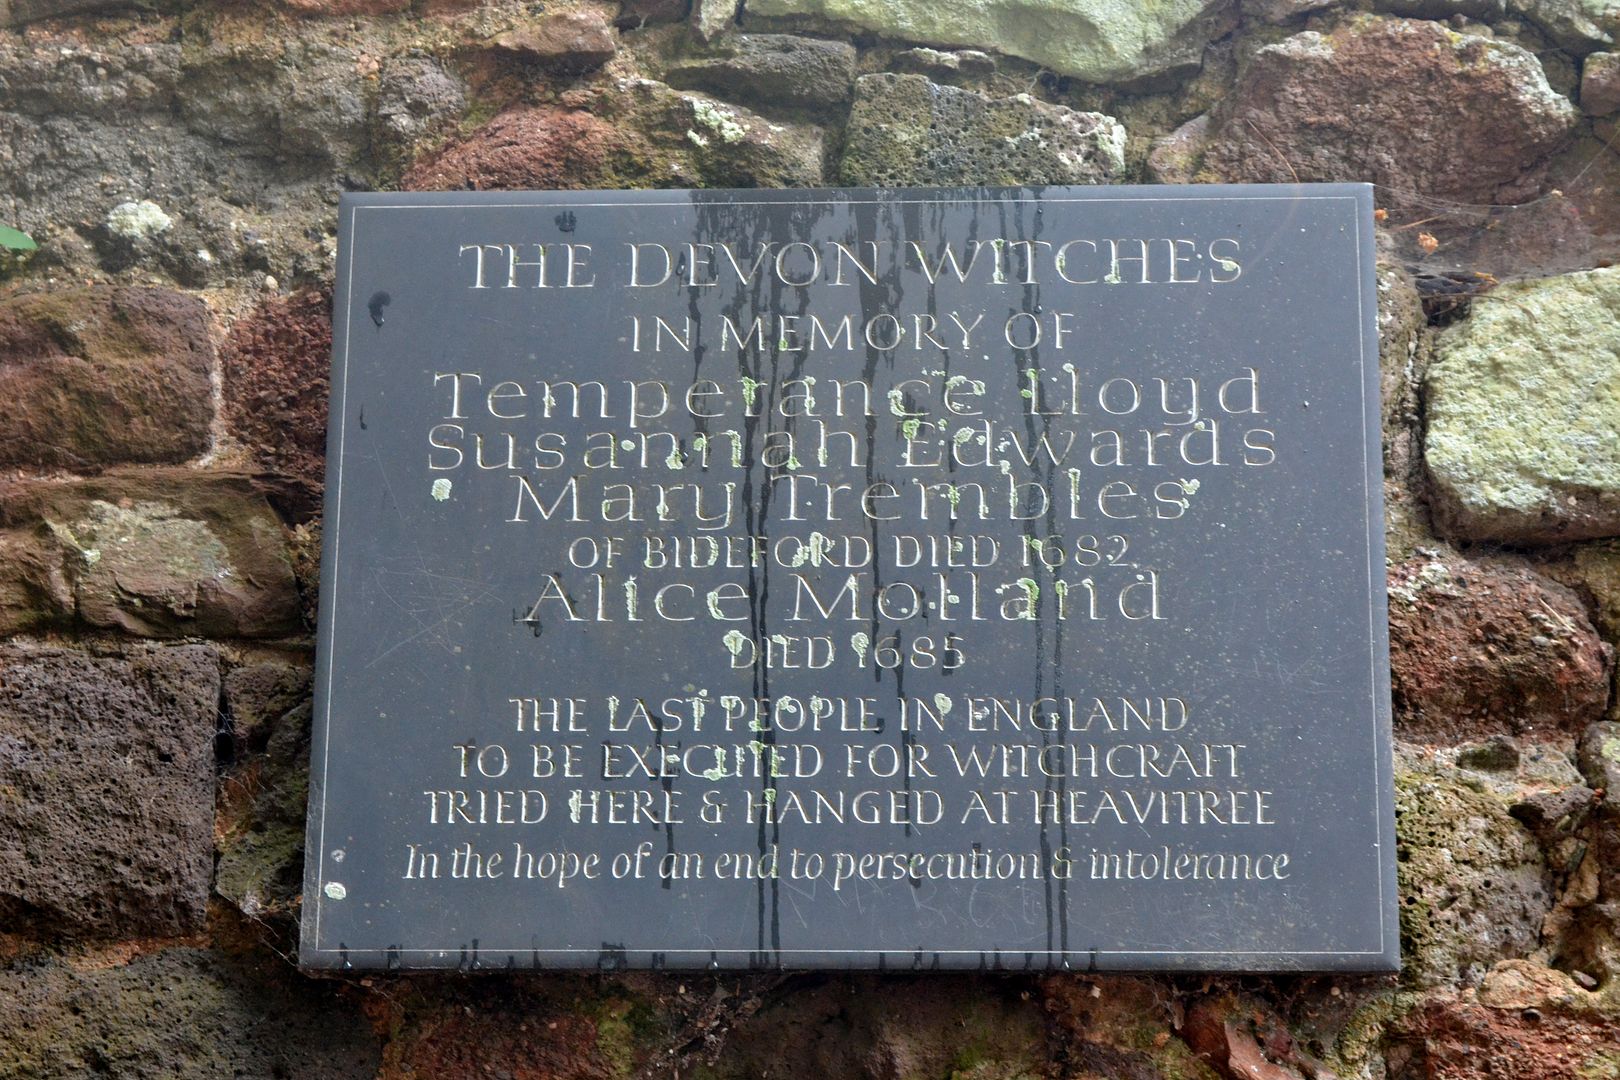 THE DEVON WITCHES
IN MEMORY OF
Temperance Lloyd
Susannah Edwards
Mary Trembles
OF BIDEFORD DIED 1682
Alice Molland
DIED 1685
THE LAST PEOPLE IN ENGLAND
TO BE EXECUTED FOR WITCHCRAFT
TRIED HERE & HANGED AT HEAVITREE
In the hope of an end to persecution & intolerance